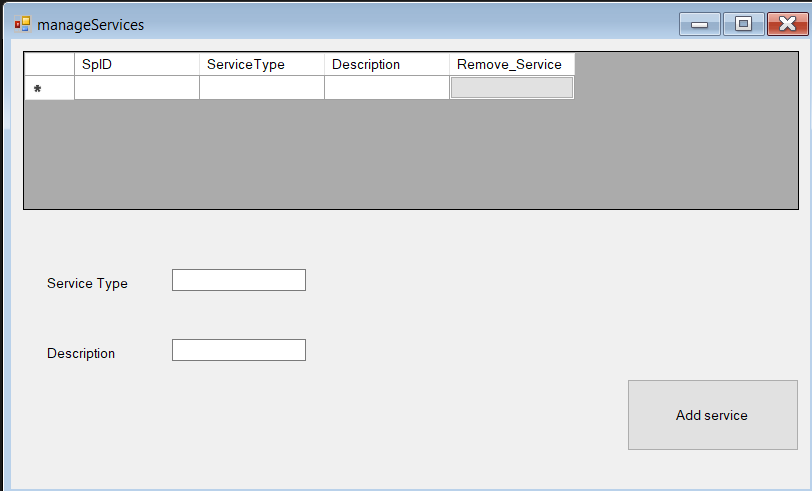 manageServices
SpID ServiceType Description Remove_Service
*
Service Type
Description
Add service